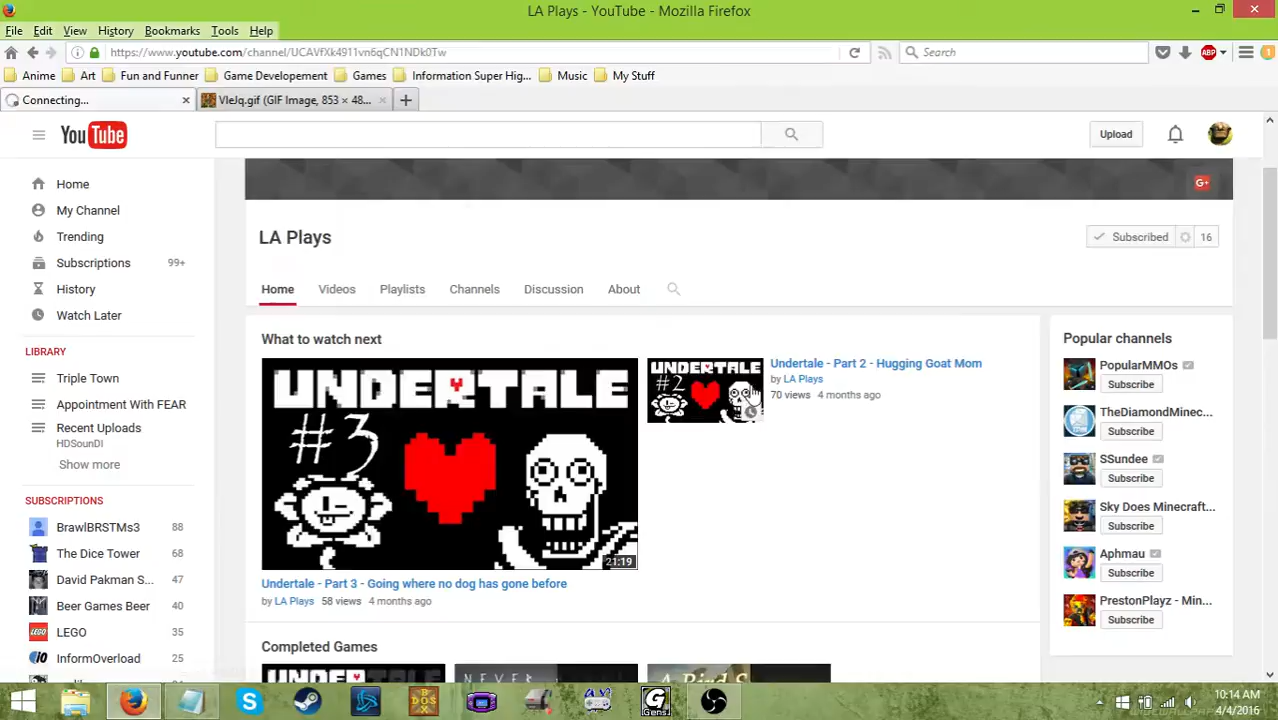 LA Plays - YouTube - Mozilla Firefox
File Edit View History Bookmarks Tools Help
https://www.youtube.com/channel/UCAVfXk4911vn6qCN1NDk0Tw
Search
ABP
Anime Art Fun and Funner Game Developement Games Information Super Hig... Music My Stuff
Connecting...
VIeJq.gif (GIF Image, 853 × 48...
YouTube
Upload
Home
My Channel
Trending
Subscriptions 99+
History
Watch Later
LIBRARY
Triple Town
Appointment With FEAR
Recent Uploads
HDSounDI
Show more
SUBSCRIPTIONS
BrawlBRSTMs3 88
The Dice Tower 68
David Pakman S... 47
Beer Games Beer 40
LEGO 35
InformOverload 25
G+
LA Plays
Subscribed 16
Home Videos Playlists Channels Discussion About
What to watch next
UNDERTALE
#3
21:19
Undertale - Part 3 - Going where no dog has gone before
by LA Plays 58 views 4 months ago
UNDERTALE
#2
Undertale - Part 2 - Hugging Goat Mom
by LA Plays
70 views 4 months ago
Completed Games
NEVER
A Bird S
Popular channels
PopularMMOs
Subscribe
TheDiamondMinec...
Subscribe
SSundee
Subscribe
Sky Does Minecraft...
Subscribe
Aphmau
Subscribe
PrestonPlayz - Min...
Subscribe
Gens
10:14 AM
4/4/2016